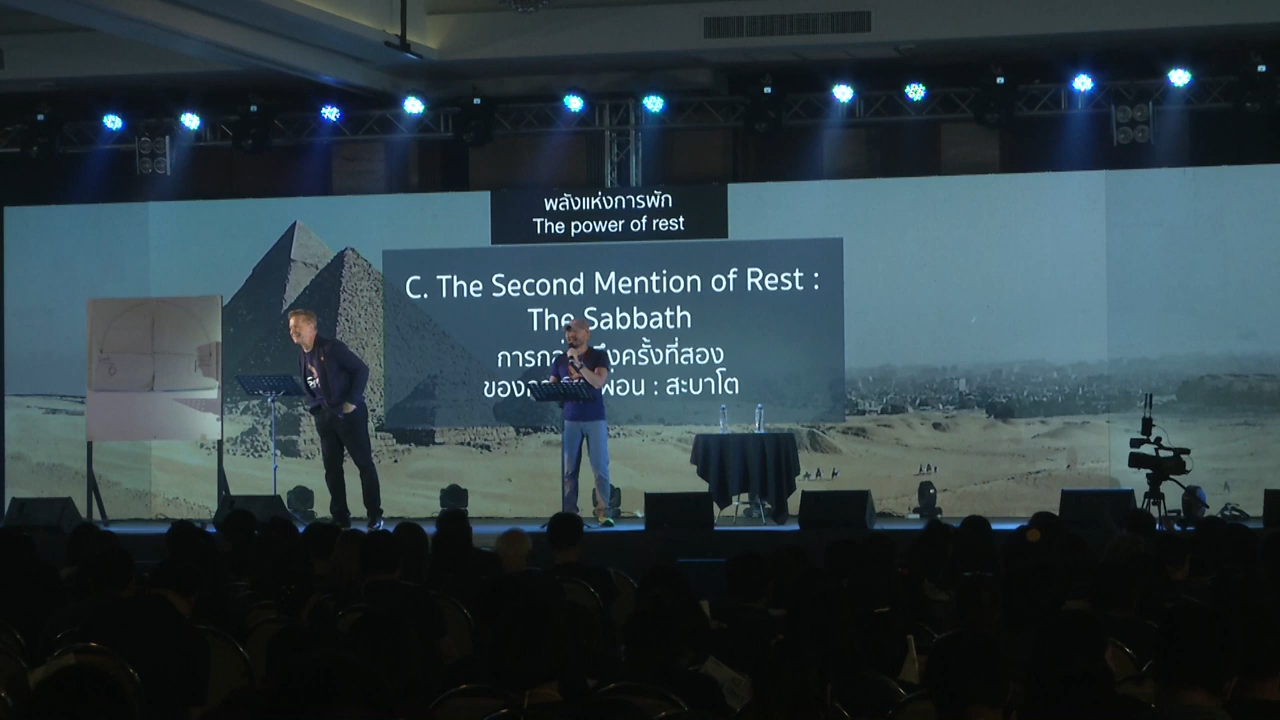 พลังแห่งการพัก
The power of rest
C. The Second Mention of Rest :
The Sabbath
ครั้งที่สอง
: สะบาโต